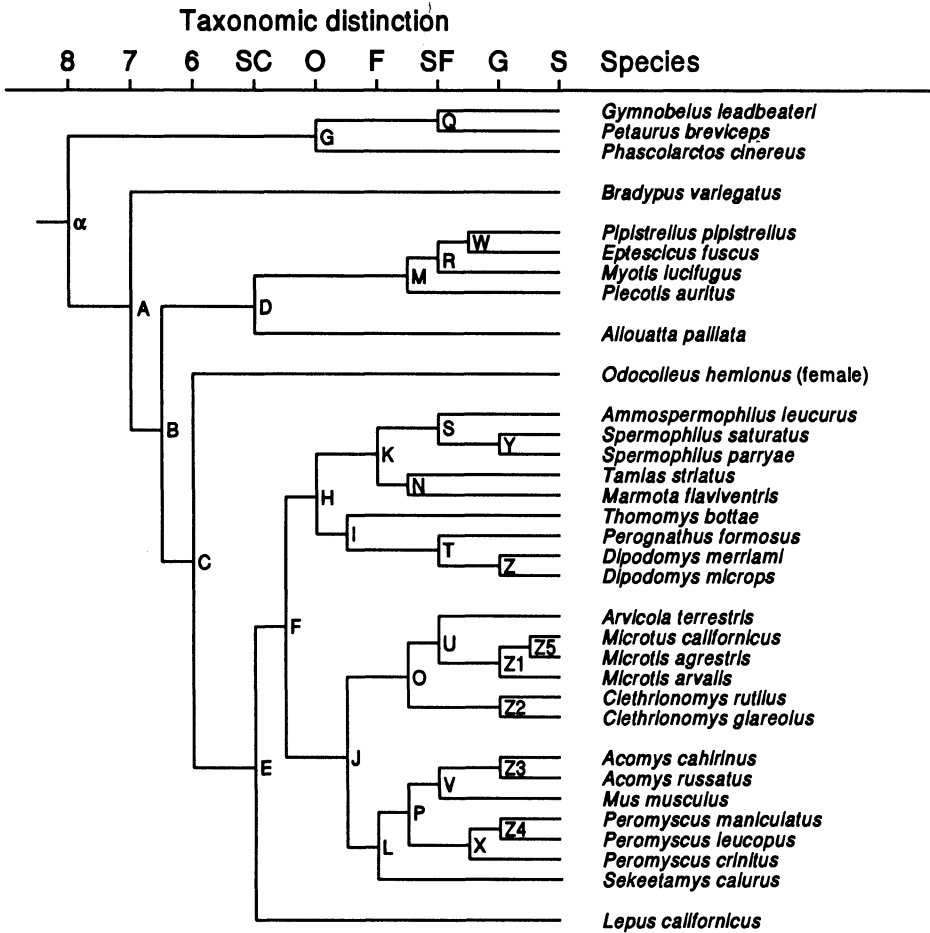 Taxonomic distinction
8 7 6 SC O F SF G S Species
Gymnobelus leadbeateri
Q
Petaurus breviceps
G
Phascolarctos cinereus
Bradypus variegatus
α
Pipistrellus pipistrellus
W
Eptescicus fuscus
R
Myotis lucifugus
M
Plecotis auritus
A
D
Allouatta palliata
Odocolleus hemionus (female)
B
Ammospermophilus leucurus
S
Spermophilus saturatus
Y
Spermophilus parryae
K
Tamias striatus
N
Marmota flaviventris
H
Thomomys bottae
I
Perognathus formosus
T
Dipodomys merriami
Z
Dipodomys microps
C
F
Arvicola terrestris
U
Microtus californicus
Z5
Microtis agrestris
Z1
Microtis arvalis
O
Clethrionomys rutilus
Z2
Clethrionomys glareolus
J
E
Acomys cahirinus
Z3
Acomys russatus
V
Mus musculus
P
Peromyscus maniculatus
Z4
Peromyscus leucopus
X
Peromyscus crinitus
L
Sekeetamys calurus
Lepus californicus